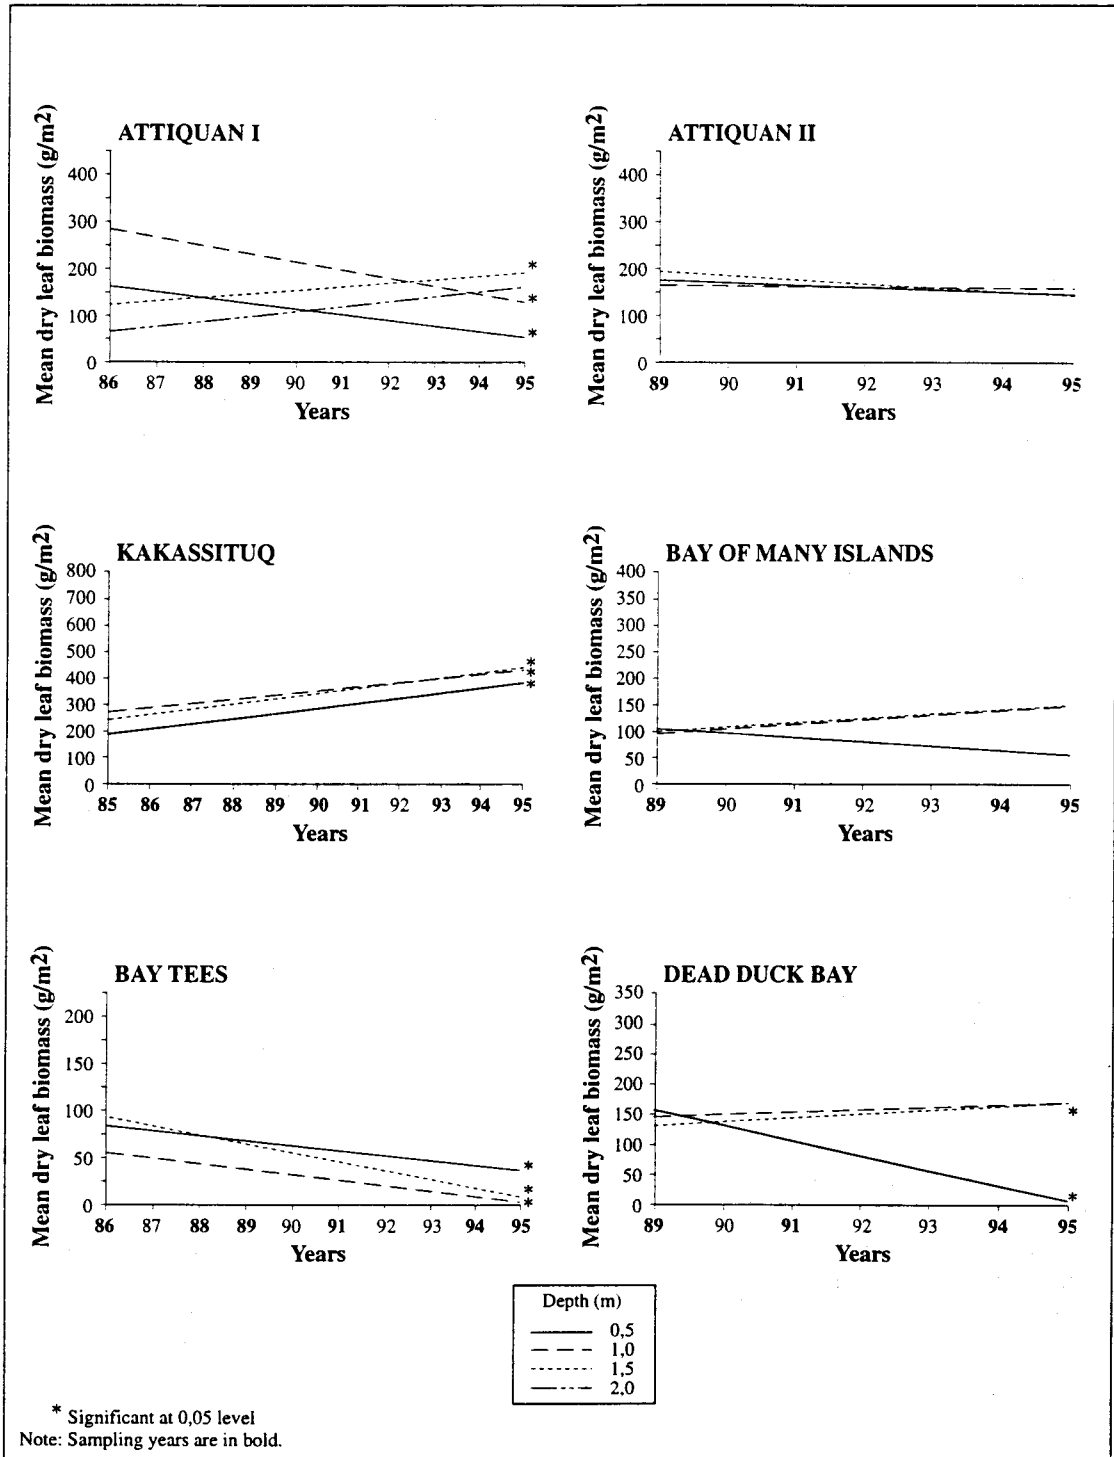 ATTIQUAN I
Mean dry leaf biomass (g/m2)
400
300
200
100
0
*
*
*
86 87 88 89 90 91 92 93 94 95
Years
ATTIQUAN II
Mean dry leaf biomass (g/m2)
400
300
200
100
0
89 90 91 92 93 94 95
Years
KAKASSITUQ
Mean dry leaf biomass (g/m2)
800
700
600
500
400
300
200
100
0
*
*
*
85 86 87 88 89 90 91 92 93 94 95
Years
BAY OF MANY ISLANDS
Mean dry leaf biomass (g/m2)
400
350
300
250
200
150
100
50
0
89 90 91 92 93 94 95
Years
BAY TEES
Mean dry leaf biomass (g/m2)
200
150
100
50
0
*
*
*
86 87 88 89 90 91 92 93 94 95
Years
DEAD DUCK BAY
Mean dry leaf biomass (g/m2)
350
300
250
200
150
100
50
0
*
*
89 90 91 92 93 94 95
Years
Depth (m)
0,5
1,0
1,5
2,0
* Significant at 0,05 level
Note: Sampling years are in bold.